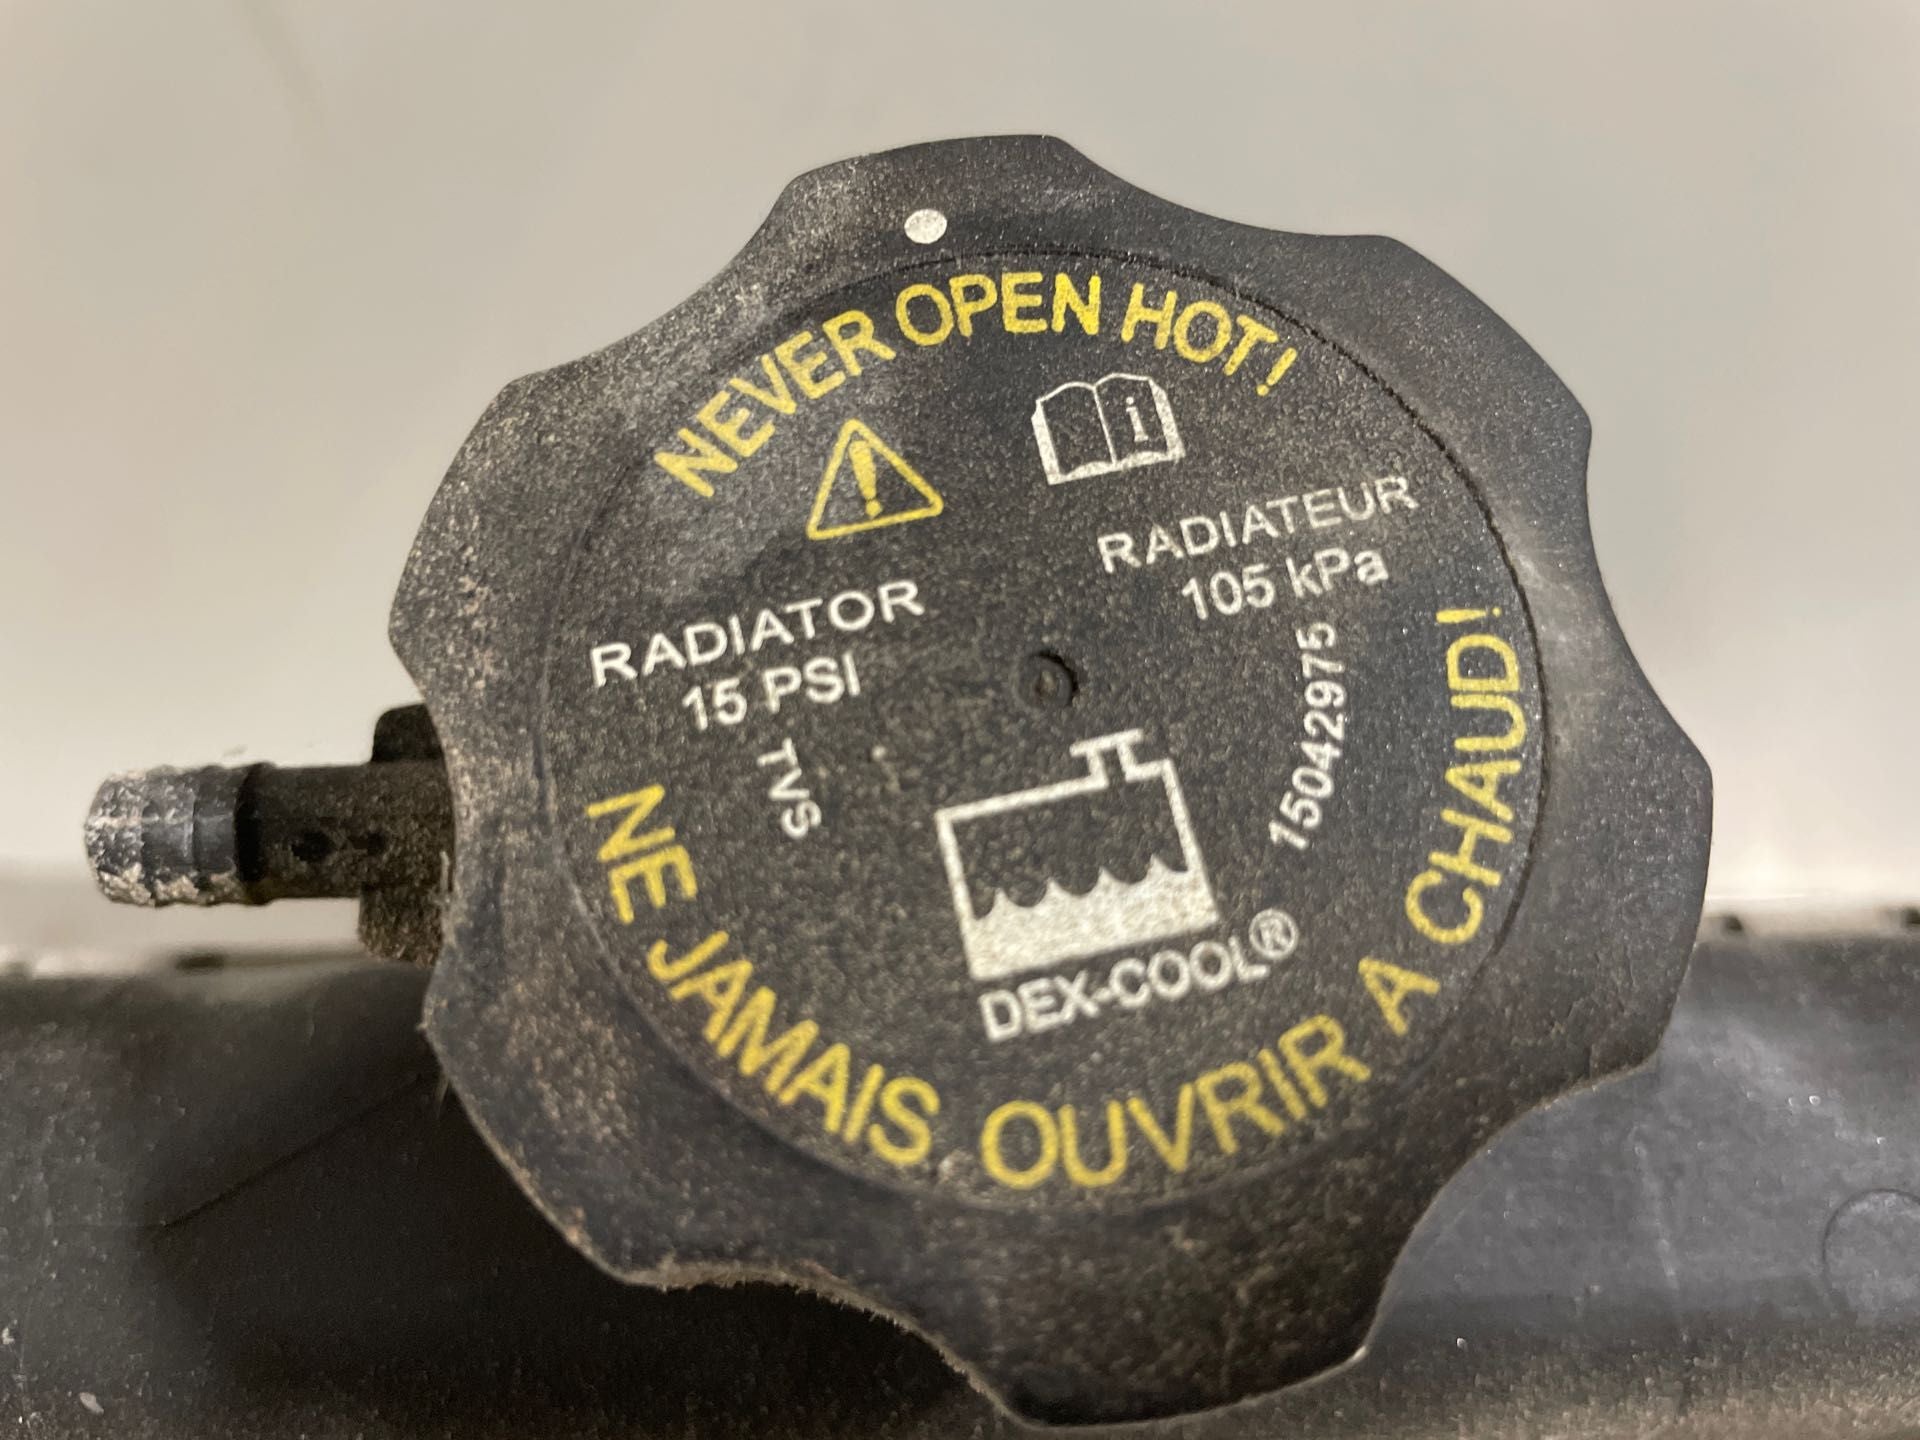 NEVER OPEN HOT!
i
RADIATEUR
105 kPa
RADIATOR
15 PSI
TVS
15042975
DEX-COOL®
NE JAMAIS OUVRIR A CHAUD!